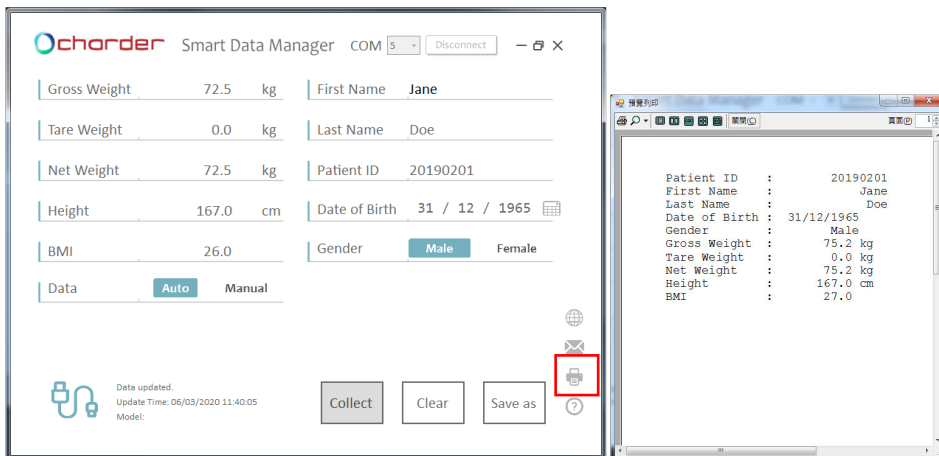 charder Smart Data Manager COM 5 Disconnect
Gross Weight 72.5 kg First Name Jane
Tare Weight 0.0 kg Last Name Doe
Net Weight 72.5 kg Patient ID 20190201
Height 167.0 cm Date of Birth 31 / 12 / 1965
BMI 26.0 Gender Male Female
Data Auto Manual
Data updated.
Update Time: 06/03/2020 11:40:05
Model:
Collect Clear Save as
預覽列印
關閉(C) 頁面(P) 1
Patient ID : 20190201
First Name : Jane
Last Name : Doe
Date of Birth : 31/12/1965
Gender : Male
Gross Weight : 75.2 kg
Tare Weight : 0.0 kg
Net Weight : 75.2 kg
Height : 167.0 cm
BMI : 27.0